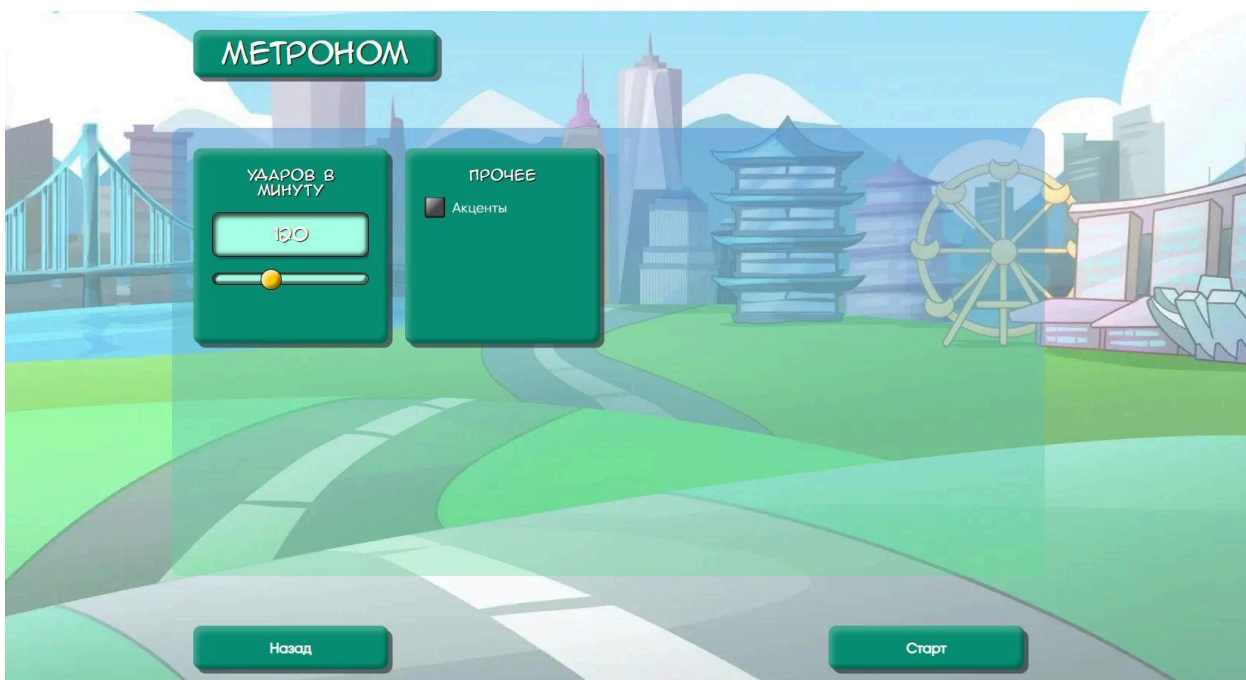 МЕТРОНОМ
УДАРОВ В
МИНУТУ
120
ПРОЧЕЕ
Акценты
Назад
Старт